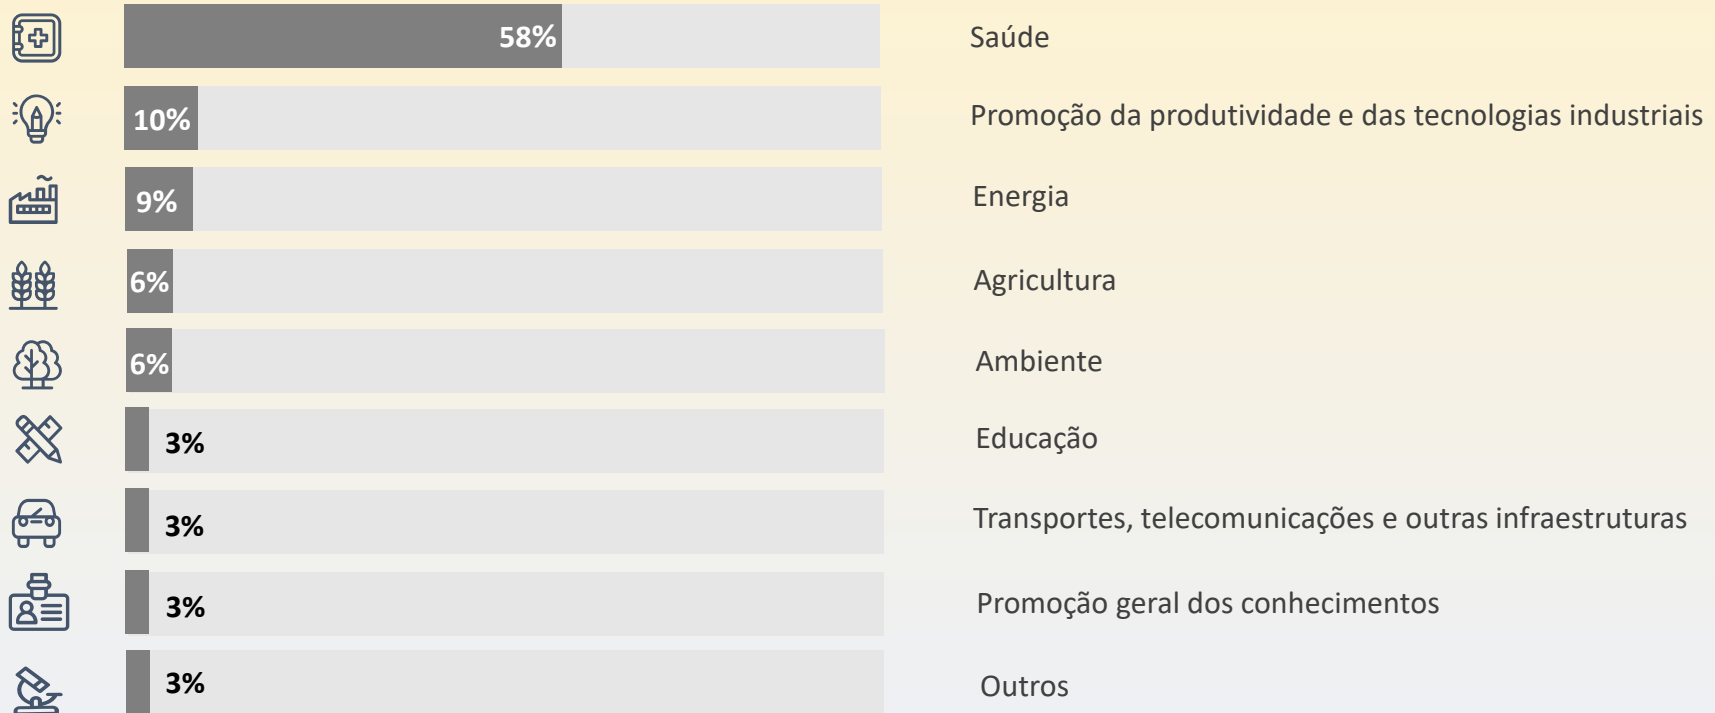 58% Saúde
10% Promoção da produtividade e das tecnologias industriais
9% Energia
6% Agricultura
6% Ambiente
3% Educação
3% Transportes, telecomunicações e outras infraestruturas
3% Promoção geral dos conhecimentos
3% Outros